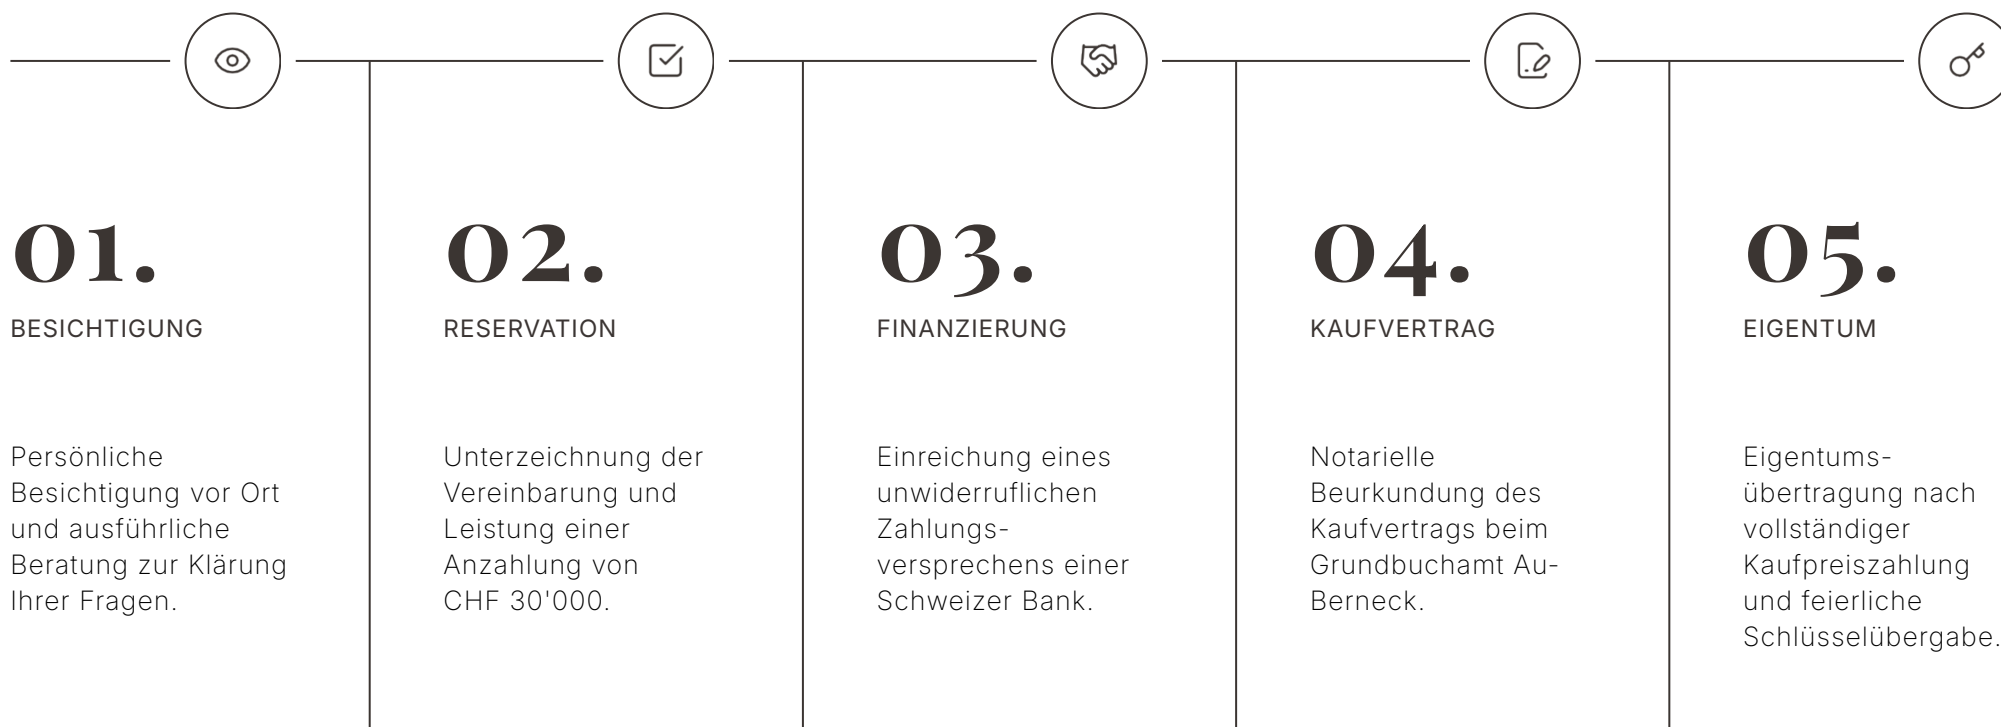 01.
BESICHTIGUNG
Persönliche
Besichtigung vor Ort
und ausführliche
Beratung zur Klärung
Ihrer Fragen.
02.
RESERVATION
Unterzeichnung der
Vereinbarung und
Leistung einer
Anzahlung von
CHF 30'000.
03.
FINANZIERUNG
Einreichung eines
unwiderruflichen
Zahlungs-
versprechens einer
Schweizer Bank.
04.
KAUFVERTRAG
Notarielle
Beurkundung des
Kaufvertrags beim
Grundbuchamt Au-
Berneck.
05.
EIGENTUM
Eigentums-
übertragung nach
vollständiger
Kaufpreiszahlung
und feierliche
Schlüsselübergabe.